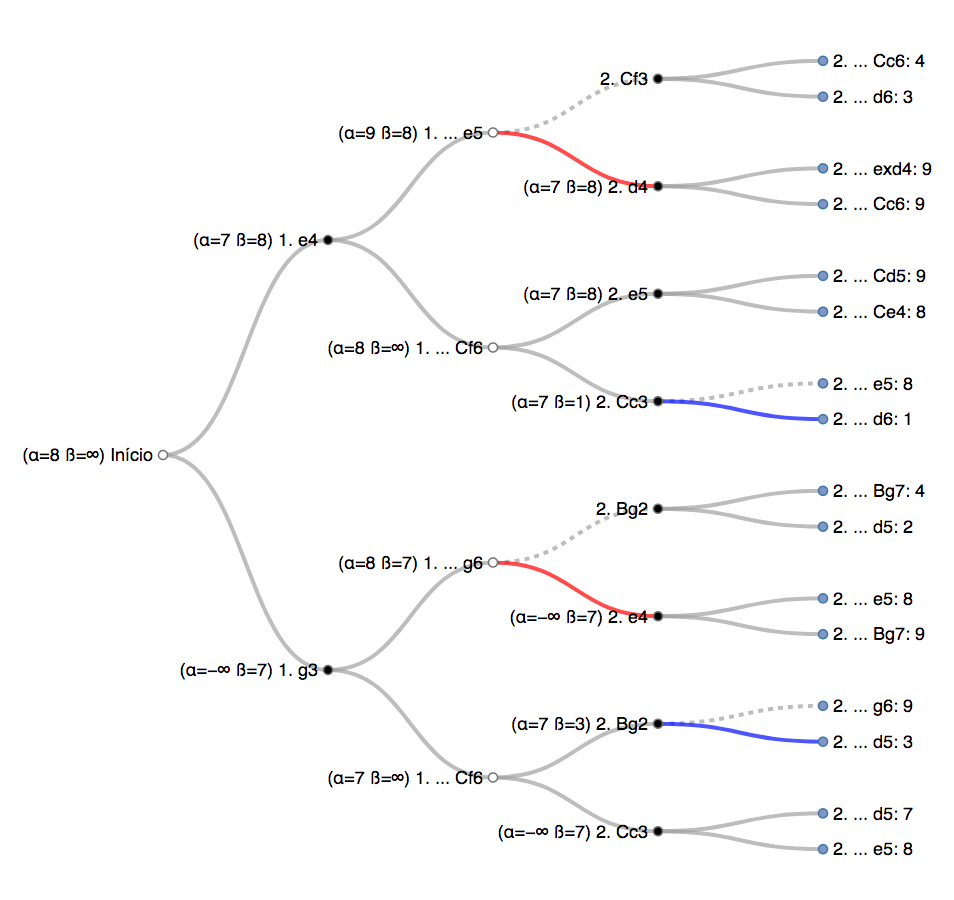 2. ... Cc6: 4
2. Cf3
2. ... d6: 3
(α=9 ß=8) 1. ... e5
2. ... exd4: 9
(α=7 ß=8) 2. d4
2. ... Cc6: 9
(α=7 ß=8) 1. e4
2. ... Cd5: 9
(α=7 ß=8) 2. e5
2. ... Ce4: 8
(α=8 ß=∞) 1. ... Cf6
2. ... e5: 8
(α=7 ß=1) 2. Cc3
2. ... d6: 1
(α=8 ß=∞) Início
2. ... Bg7: 4
2. Bg2
2. ... d5: 2
(α=8 ß=7) 1. ... g6
2. ... e5: 8
(α=−∞ ß=7) 2. e4
2. ... Bg7: 9
(α=−∞ ß=7) 1. g3
2. ... g6: 9
(α=7 ß=3) 2. Bg2
2. ... d5: 3
(α=7 ß=∞) 1. ... Cf6
2. ... d5: 7
(α=−∞ ß=7) 2. Cc3
2. ... e5: 8